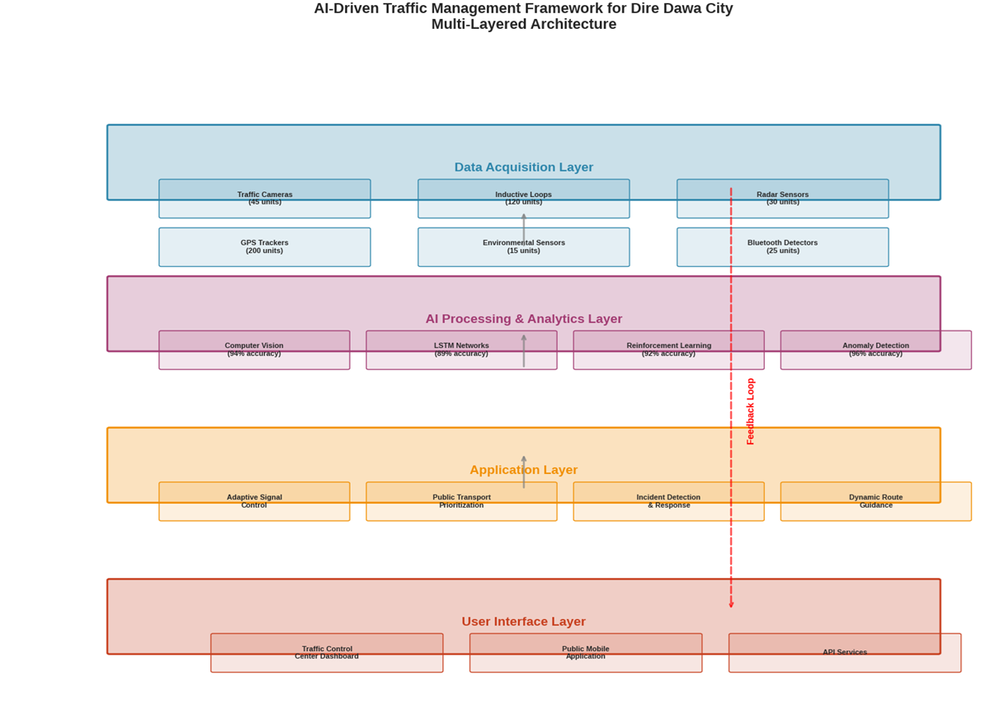 AI-Driven Traffic Management Framework for Dire Dawa City
Multi-Layered Architecture
Data Acquisition Layer
Traffic Cameras
(45 units)
Inductive Loops
(120 units)
Radar Sensors
(30 units)
GPS Trackers
(200 units)
Environmental Sensors
(15 units)
Bluetooth Detectors
(25 units)
AI Processing & Analytics Layer
Computer Vision
(94% accuracy)
LSTM Networks
(89% accuracy)
Reinforcement Learning
(92% accuracy)
Anomaly Detection
(96% accuracy)
Feedback Loop
Application Layer
Adaptive Signal
Control
Public Transport
Prioritization
Incident Detection
& Response
Dynamic Route
Guidance
User Interface Layer
Traffic Control
Center Dashboard
Public Mobile
Application
API Services